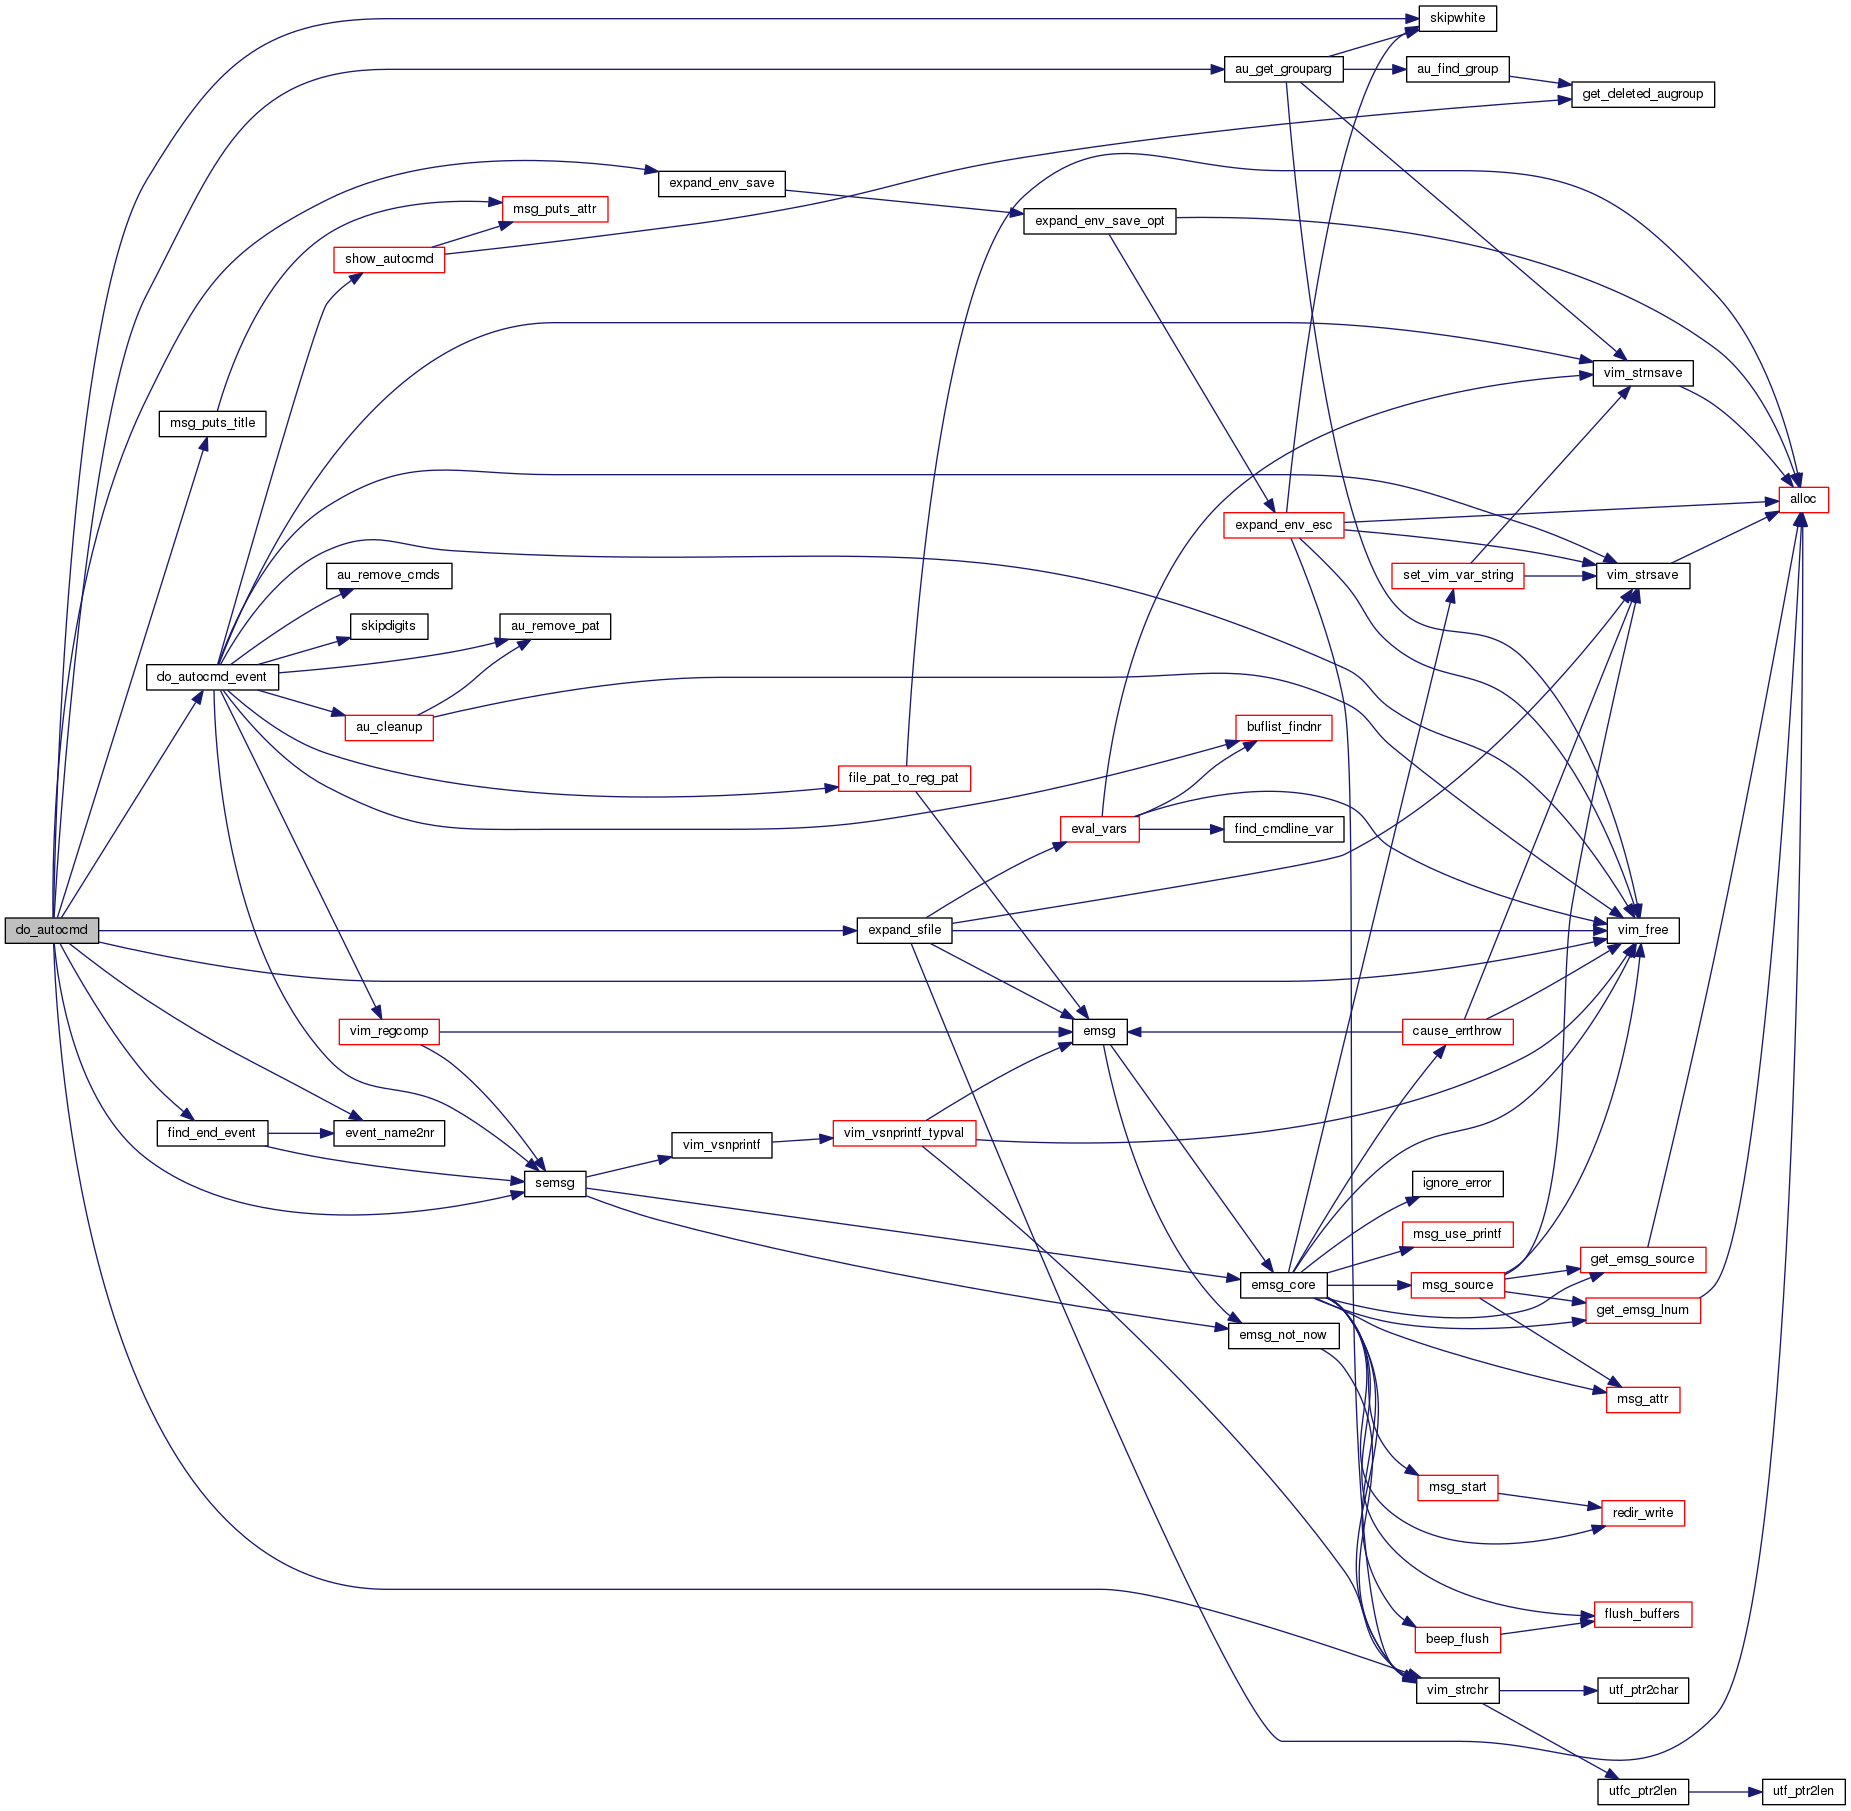 skipwhite
au_get_grouparg
au_find_group
get_deleted_augroup
expand_env_save
msg_puts_attr
expand_env_save_opt
show_autocmd
vim_strnsave
msg_puts_title
alloc
expand_env_esc
au_remove_cmds
set_vim_var_string
vim_strsave
skipdigits
au_remove_pat
do_autocmd_event
au_cleanup
buflist_findnr
file_pat_to_reg_pat
eval_vars
find_cmdline_var
do_autocmd
expand_sfile
vim_free
vim_regcomp
emsg
cause_errthrow
find_end_event
event_name2nr
vim_vsnprintf
vim_vsnprintf_typval
semsg
ignore_error
msg_use_printf
get_emsg_source
emsg_core
msg_source
get_emsg_lnum
emsg_not_now
msg_attr
msg_start
redir_write
flush_buffers
beep_flush
vim_strchr
utf_ptr2char
utfc_ptr2len
utf_ptr2len